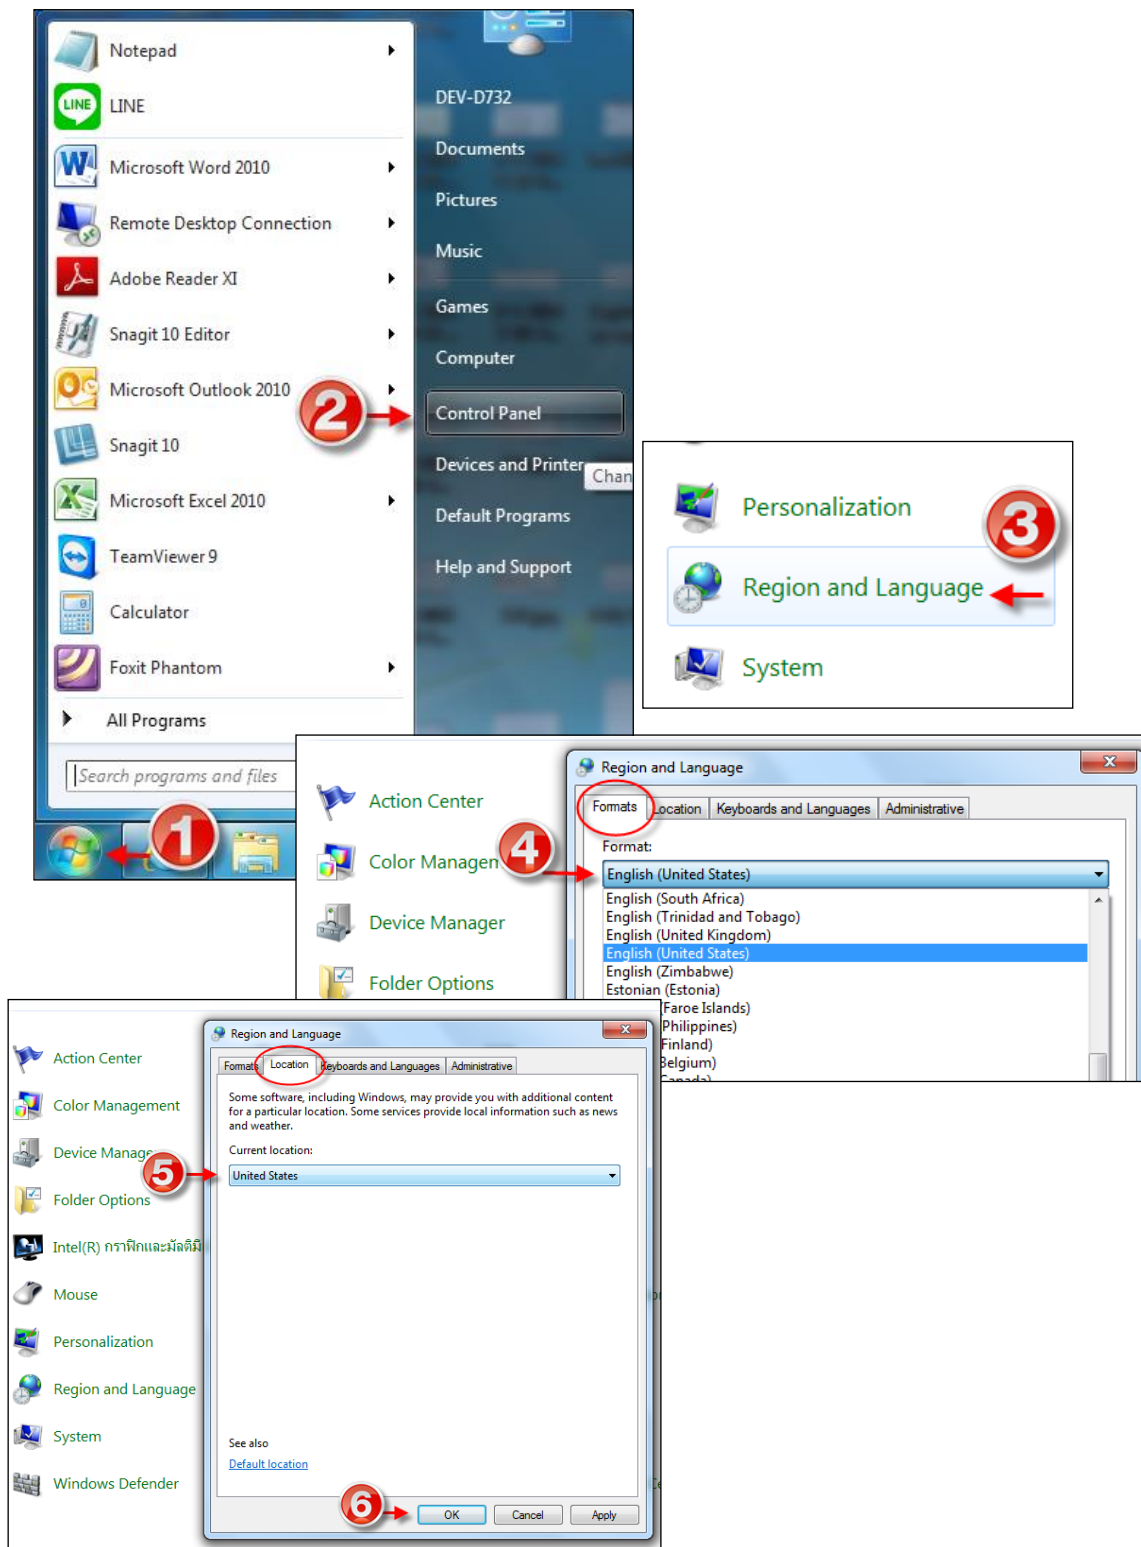 Notepad
LINE
LINE
Microsoft Word 2010
Remote Desktop Connection
Adobe Reader XI
Snagit 10 Editor
Microsoft Outlook 2010
Snagit 10
Microsoft Excel 2010
TeamViewer 9
Calculator
Foxit Phantom
All Programs
Search programs and files
1
DEV-D732
Documents
Pictures
Music
Games
Computer
2
Control Panel
Devices and Printer
Chan
Default Programs
Help and Support
Personalization
3
Region and Language
System
Action Center
Color Managem
Device Manager
Folder Options
Region and Language
Formats
Location
Keyboards and Languages
Administrative
Format:
4
English (United States)
English (South Africa)
English (Trinidad and Tobago)
English (United Kingdom)
English (United States)
English (Zimbabwe)
Estonian (Estonia)
(Faroe Islands)
Philippines)
Finland)
Belgium)
Canada)
Action Center
Color Management
Device Manage
Folder Options
Intel(R) กราฟิกและมัลติมี
Mouse
Personalization
Region and Language
System
Windows Defender
Region and Language
Formats
Location
Keyboards and Languages
Administrative
Some software, including Windows, may provide you with additional content
for a particular location. Some services provide local information such as news
and weather.
Current location:
5
United States
See also
Default location
6
OK
Cancel
Apply